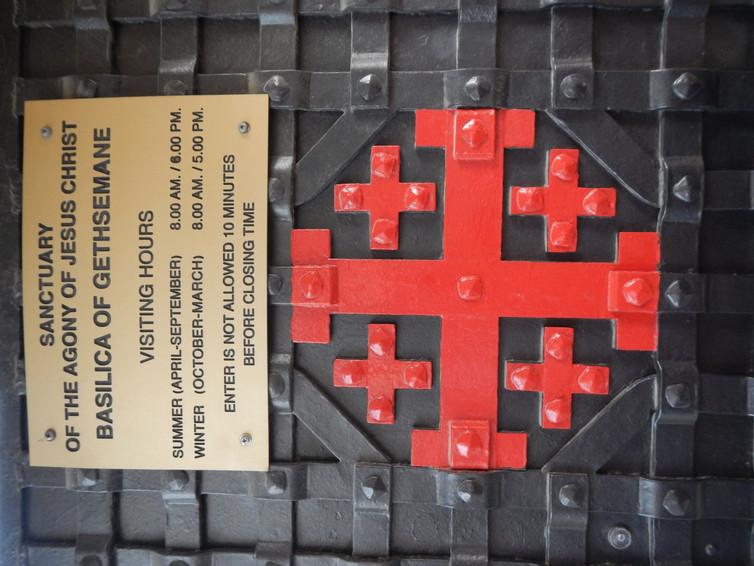 SANCTUARY
OF THE AGONY OF JESUS CHRIST
BASILICA OF GETHSEMANE
VISITING HOURS
SUMMER (APRIL-SEPTEMBER) 8.00 AM. / 6.00 PM.
WINTER (OCTOBER-MARCH) 8.00 AM. / 5.00 PM.
ENTER IS NOT ALLOWED 10 MINUTES
BEFORE CLOSING TIME